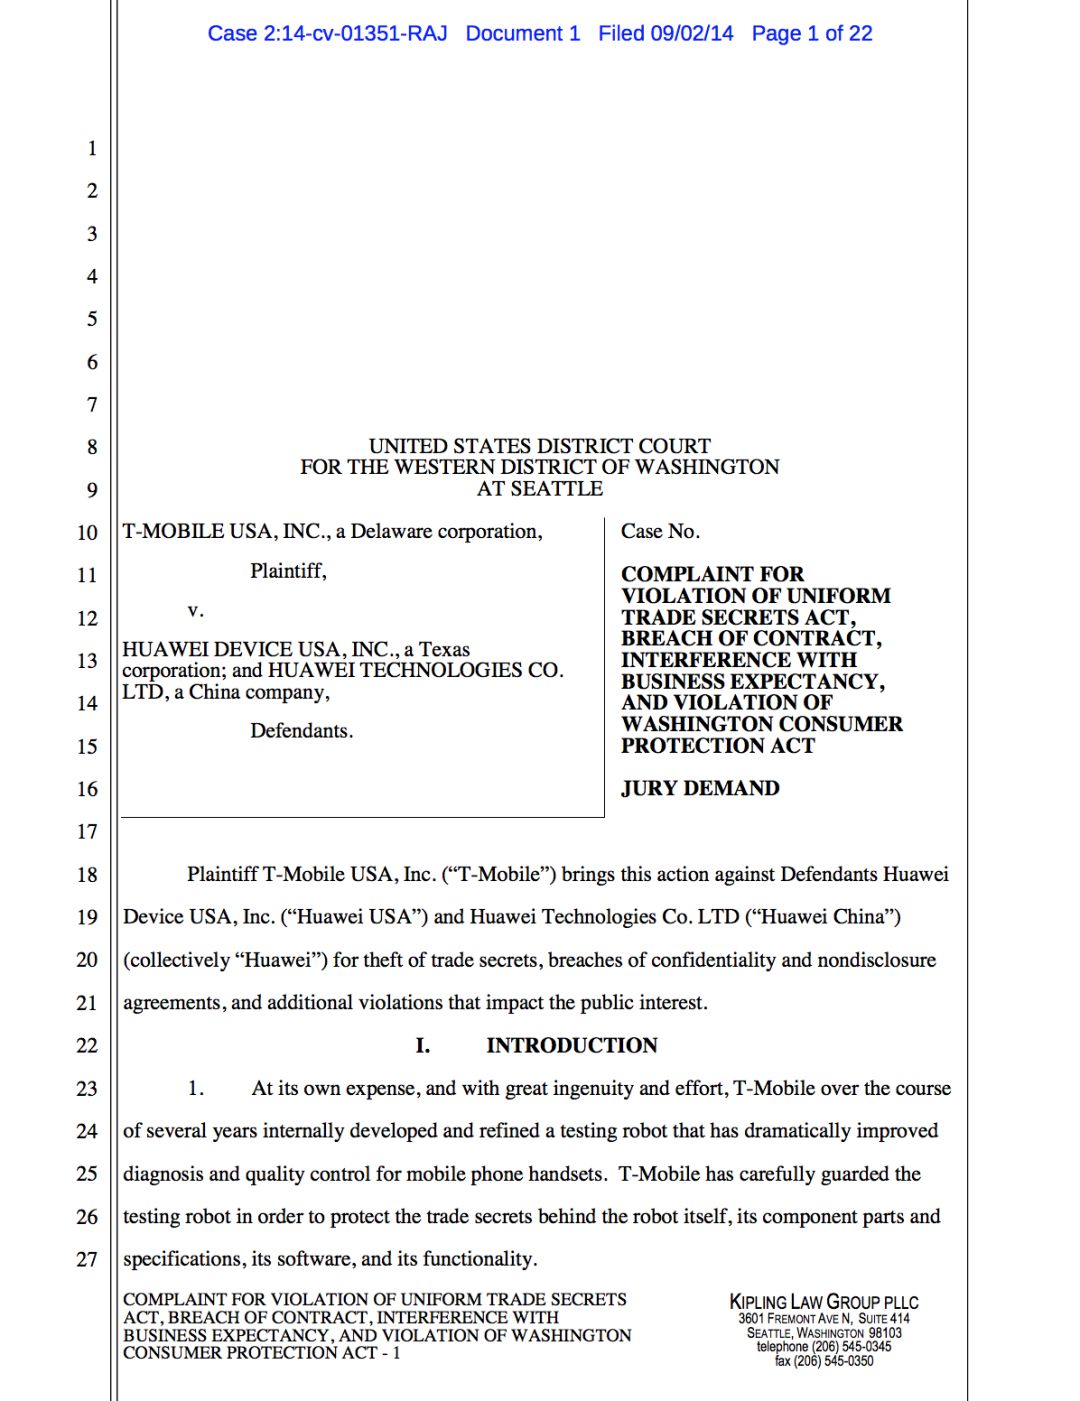 Case 2:14-cv-01351-RAJ Document 1 Filed 09/02/14 Page 1 of 22
1
2
3
4
5
6
7
8 UNITED STATES DISTRICT COURT
FOR THE WESTERN DISTRICT OF WASHINGTON
9 AT SEATTLE
10 T-MOBILE USA, INC., a Delaware corporation,
11 Plaintiff,
12 v.
HUAWEI DEVICE USA, INC., a Texas
13 corporation; and HUAWEI TECHNOLOGIES CO.
14 LTD, a China company,
15 Defendants.
Case No.
COMPLAINT FOR
VIOLATION OF UNIFORM
TRADE SECRETS ACT,
BREACH OF CONTRACT,
INTERFERENCE WITH
BUSINESS EXPECTANCY,
AND VIOLATION OF
WASHINGTON CONSUMER
PROTECTION ACT
16 JURY DEMAND
17
18 Plaintiff T-Mobile USA, Inc. (“T-Mobile”) brings this action against Defendants Huawei
19 Device USA, Inc. (“Huawei USA”) and Huawei Technologies Co. LTD (“Huawei China”)
20 (collectively “Huawei”) for theft of trade secrets, breaches of confidentiality and nondisclosure
21 agreements, and additional violations that impact the public interest.
22 I. INTRODUCTION
23 1. At its own expense, and with great ingenuity and effort, T-Mobile over the course
24 of several years internally developed and refined a testing robot that has dramatically improved
25 diagnosis and quality control for mobile phone handsets. T-Mobile has carefully guarded the
26 testing robot in order to protect the trade secrets behind the robot itself, its component parts and
27 specifications, its software, and its functionality.
COMPLAINT FOR VIOLATION OF UNIFORM TRADE SECRETS
ACT, BREACH OF CONTRACT, INTERFERENCE WITH
BUSINESS EXPECTANCY, AND VIOLATION OF WASHINGTON
CONSUMER PROTECTION ACT - 1
KIPLING LAW GROUP PLLC
3601 FREMONT AVE N, SUITE 414
SEATTLE, WASHINGTON 98103
telephone (206) 545-0345
fax (206) 545-0350